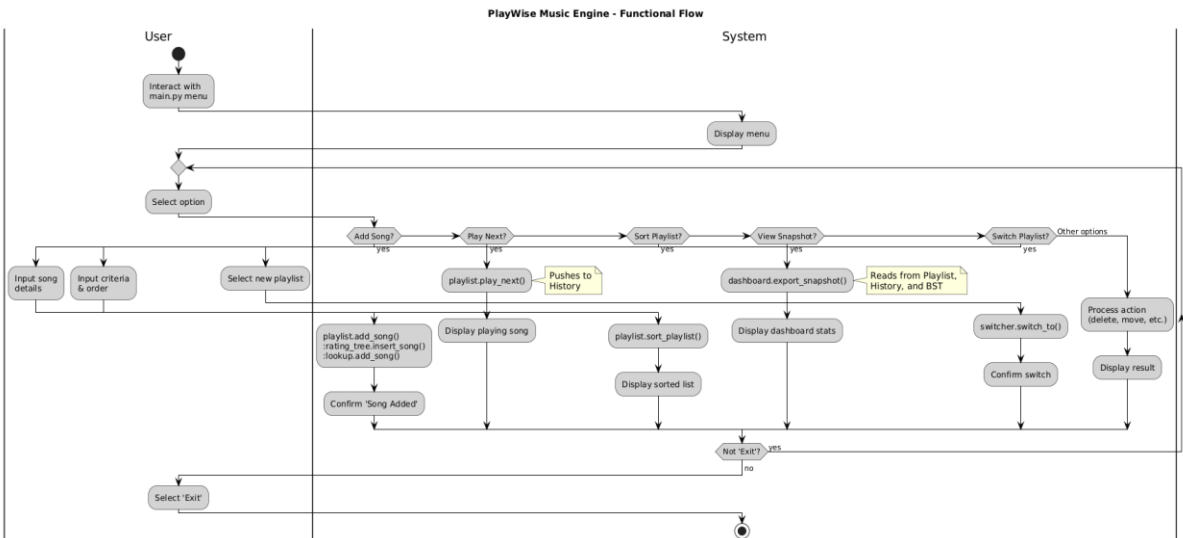 PlayWise Music Engine - Functional Flow
User
System
Interact with
main.py menu
Display menu
Select option
Add Song?
yes
Play Next?
yes
Sort Playlist?
yes
View Snapshot?
yes
Switch Playlist?
yes
Other options
Input song
details
Input criteria
& order
Select new playlist
playlist.play_next()
Pushes to
History
dashboard.export_snapshot()
Reads from Playlist,
History, and BST
playlist.add_song()
:rating_tree.insert_song()
:lookup.add_song()
Display playing song
playlist.sort_playlist()
Display dashboard stats
switcher.switch_to()
Process action
(delete, move, etc.)
Confirm 'Song Added'
Display sorted list
Confirm switch
Display result
Not 'Exit'?
yes
no
Select 'Exit'